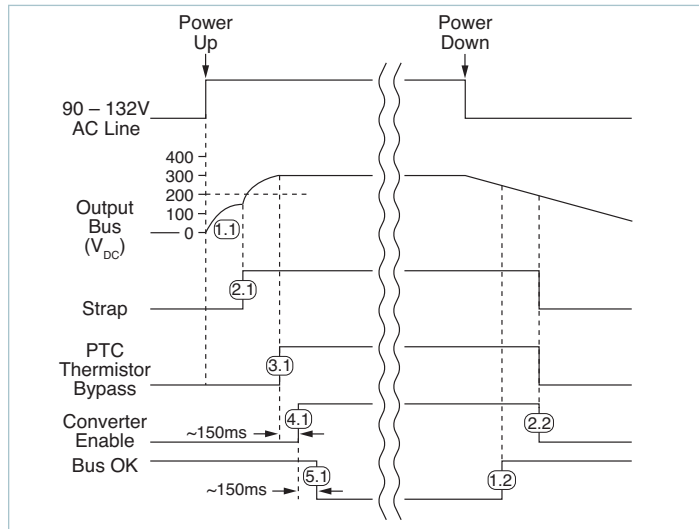 Power
Up
Power
Down
90 – 132V
AC Line
400
300
200
100
0
Output
Bus
(VDC)
1.1
2.1
Strap
PTC
Thermistor
Bypass
3.1
Converter
Enable
4.1
2.2
~150ms
Bus OK
5.1
1.2
~150ms